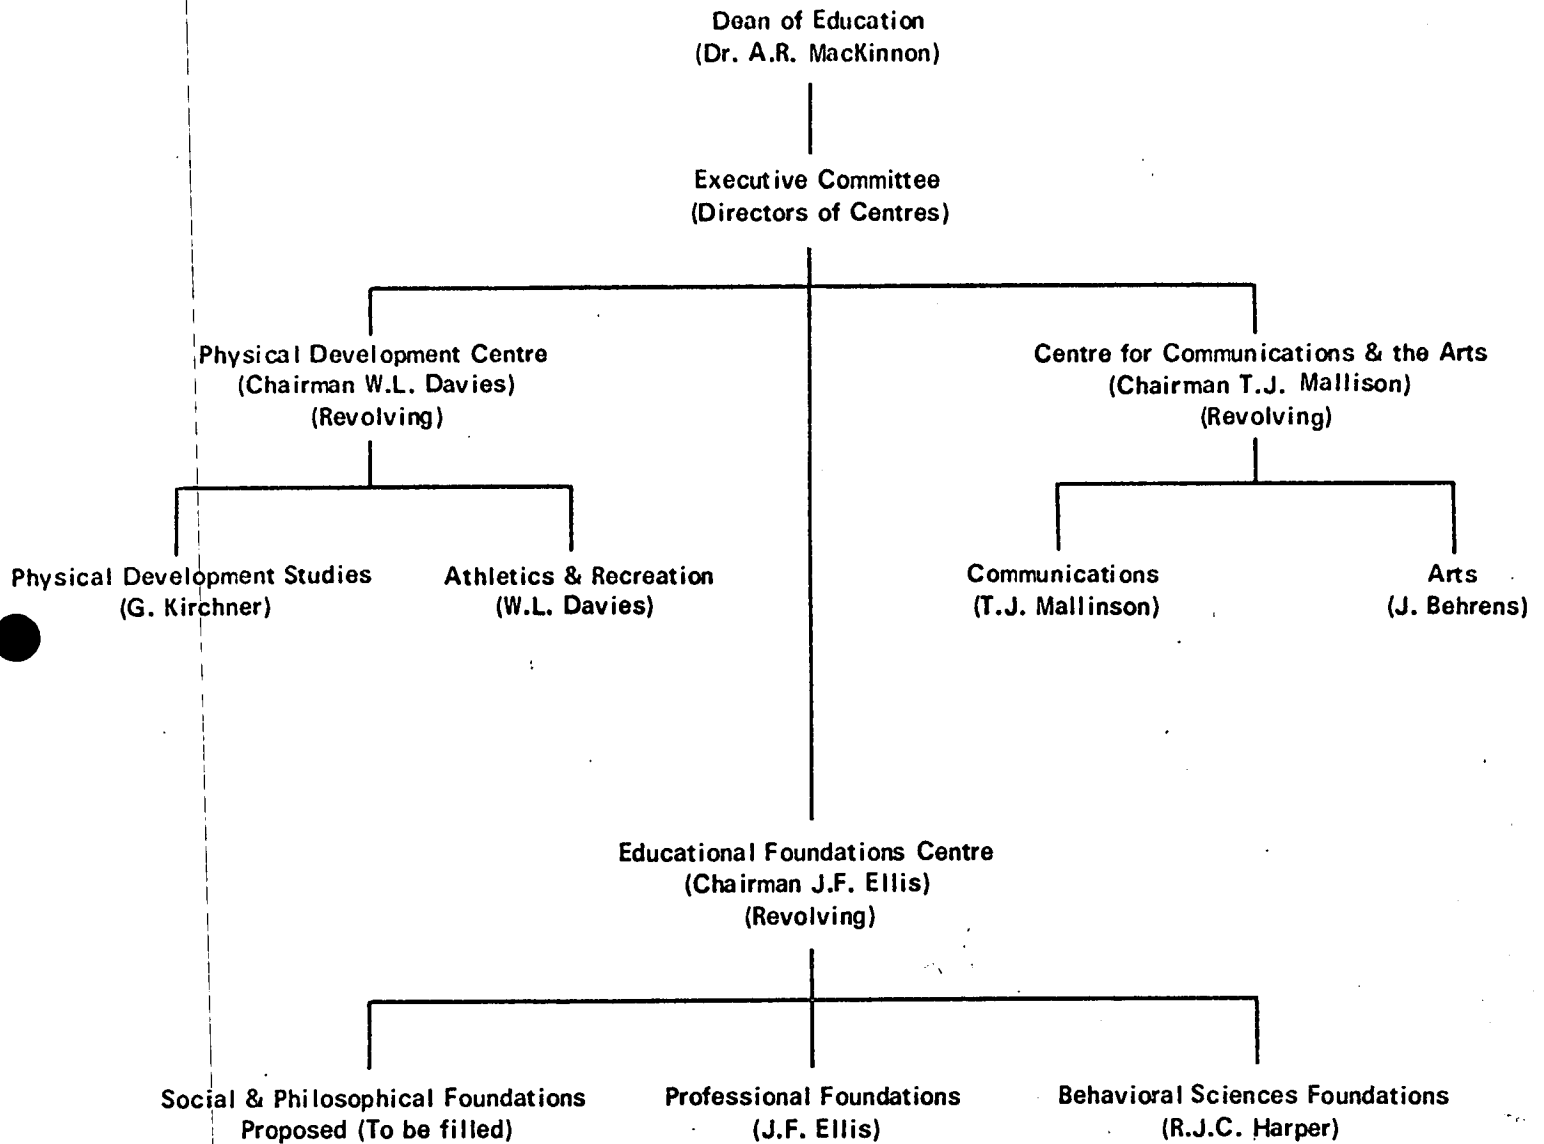 Dean of Education
(Dr. A.R. MacKinnon)
Executive Committee
(Directors of Centres)
Physical Development Centre
(Chairman W.L. Davies)
(Revolving)
Centre for Communications & the Arts
(Chairman T.J. Mallison)
(Revolving)
Physical Development Studies
(G. Kirchner)
Athletics & Recreation
(W.L. Davies)
Communications
(T.J. Mallinson)
Arts
(J. Behrens)
Educational Foundations Centre
(Chairman J.F. Ellis)
(Revolving)
Social & Philosophical Foundations
Proposed (To be filled)
Professional Foundations
(J.F. Ellis)
Behavioral Sciences Foundations
(R.J.C. Harper)